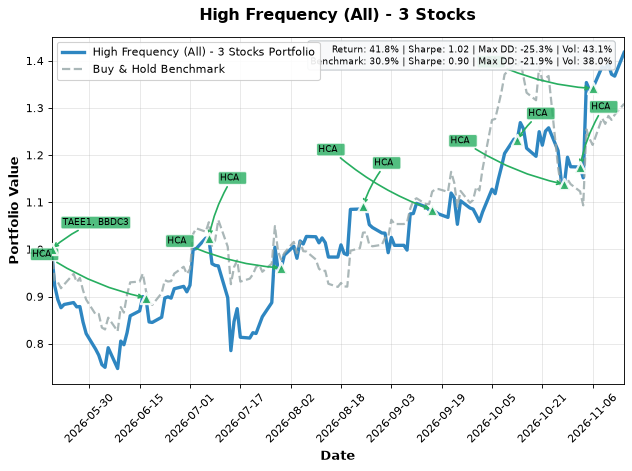 High Frequency (All) - 3 Stocks
High Frequency (All) - 3 Stocks Portfolio
Buy & Hold Benchmark
Return: 41.8% | Sharpe: 1.02 | Max DD: -25.3% | Vol: 43.1%
Benchmark: 30.9% | Sharpe: 0.90 | Max DD: -21.9% | Vol: 38.0%
1.4
1.3
1.2
1.1
1.0
0.9
0.8
Portfolio Value
HCA
HCA
HCA
HCA
HCA
HCA
HCA
TAEE1, BBDC3
HCA
HCA
2026-05-30
2026-06-15
2026-07-01
2026-07-17
2026-08-02
2026-08-18
2026-09-03
2026-09-19
2026-10-05
2026-10-21
2026-11-06
Date